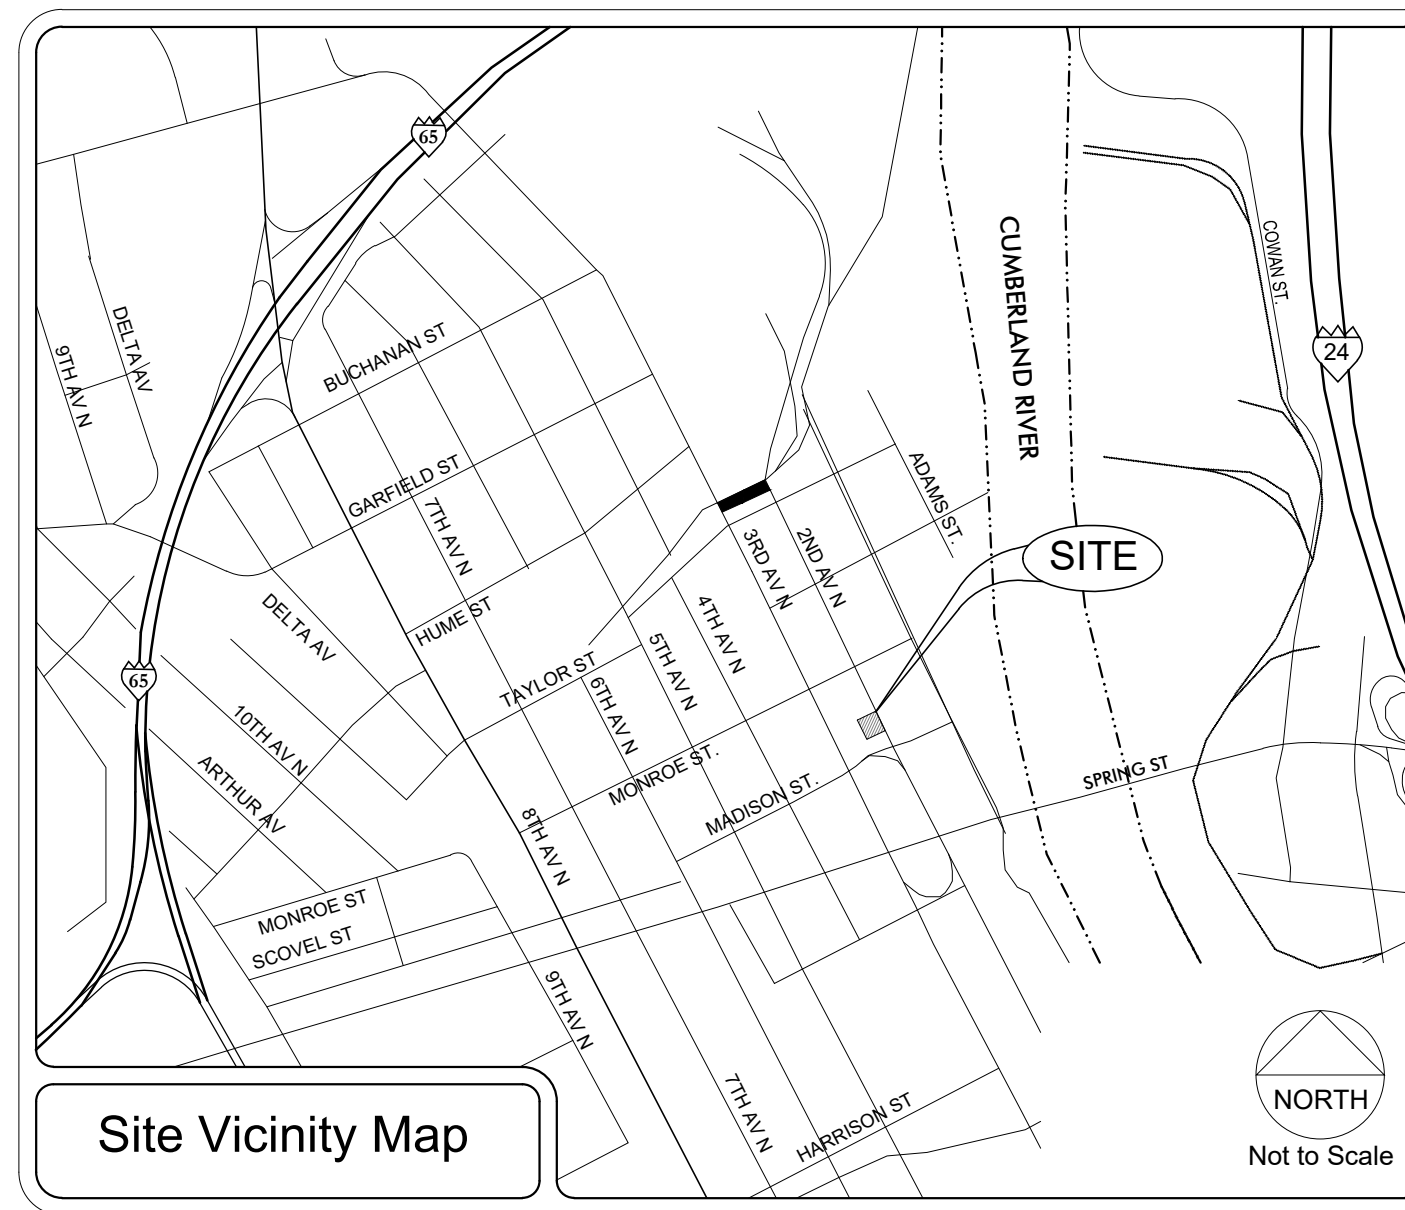 65
COWAN ST.
CUMBERLAND RIVER
DELTA AV
9TH AV N
BUCHANAN ST
24
GARFIELD ST
7TH AV N
ADAMS ST.
3RD AV N
2ND AV N
SITE
HUME ST
DELTA AV
4TH AV N
5TH AV N
TAYLOR ST
6TH AV N
65
10TH AV N
ARTHUR AV
MONROE ST.
MADISON ST.
SPRING ST
8TH AV N
MONROE ST
SCOVEL ST
9TH AV N
7TH AV N
HARRISON ST
NORTH
Not to Scale
Site Vicinity Map